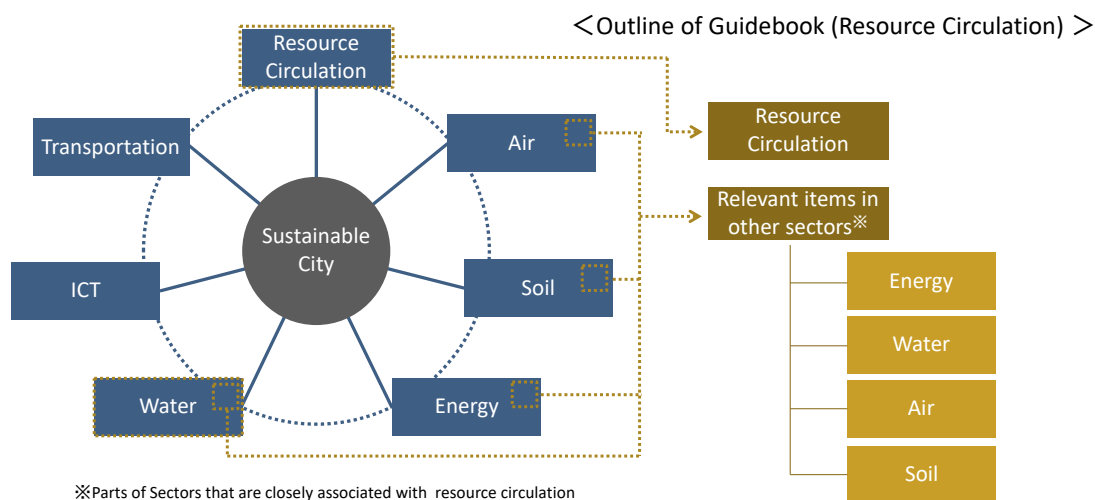 ＜Outline of Guidebook (Resource Circulation) ＞
Resource
Circulation
Transportation
Air
Sustainable
City
ICT
Soil
Water
Energy
Resource
Circulation
Relevant items in
other sectors※
Energy
Water
Air
Soil
※Parts of Sectors that are closely associated with resource circulation